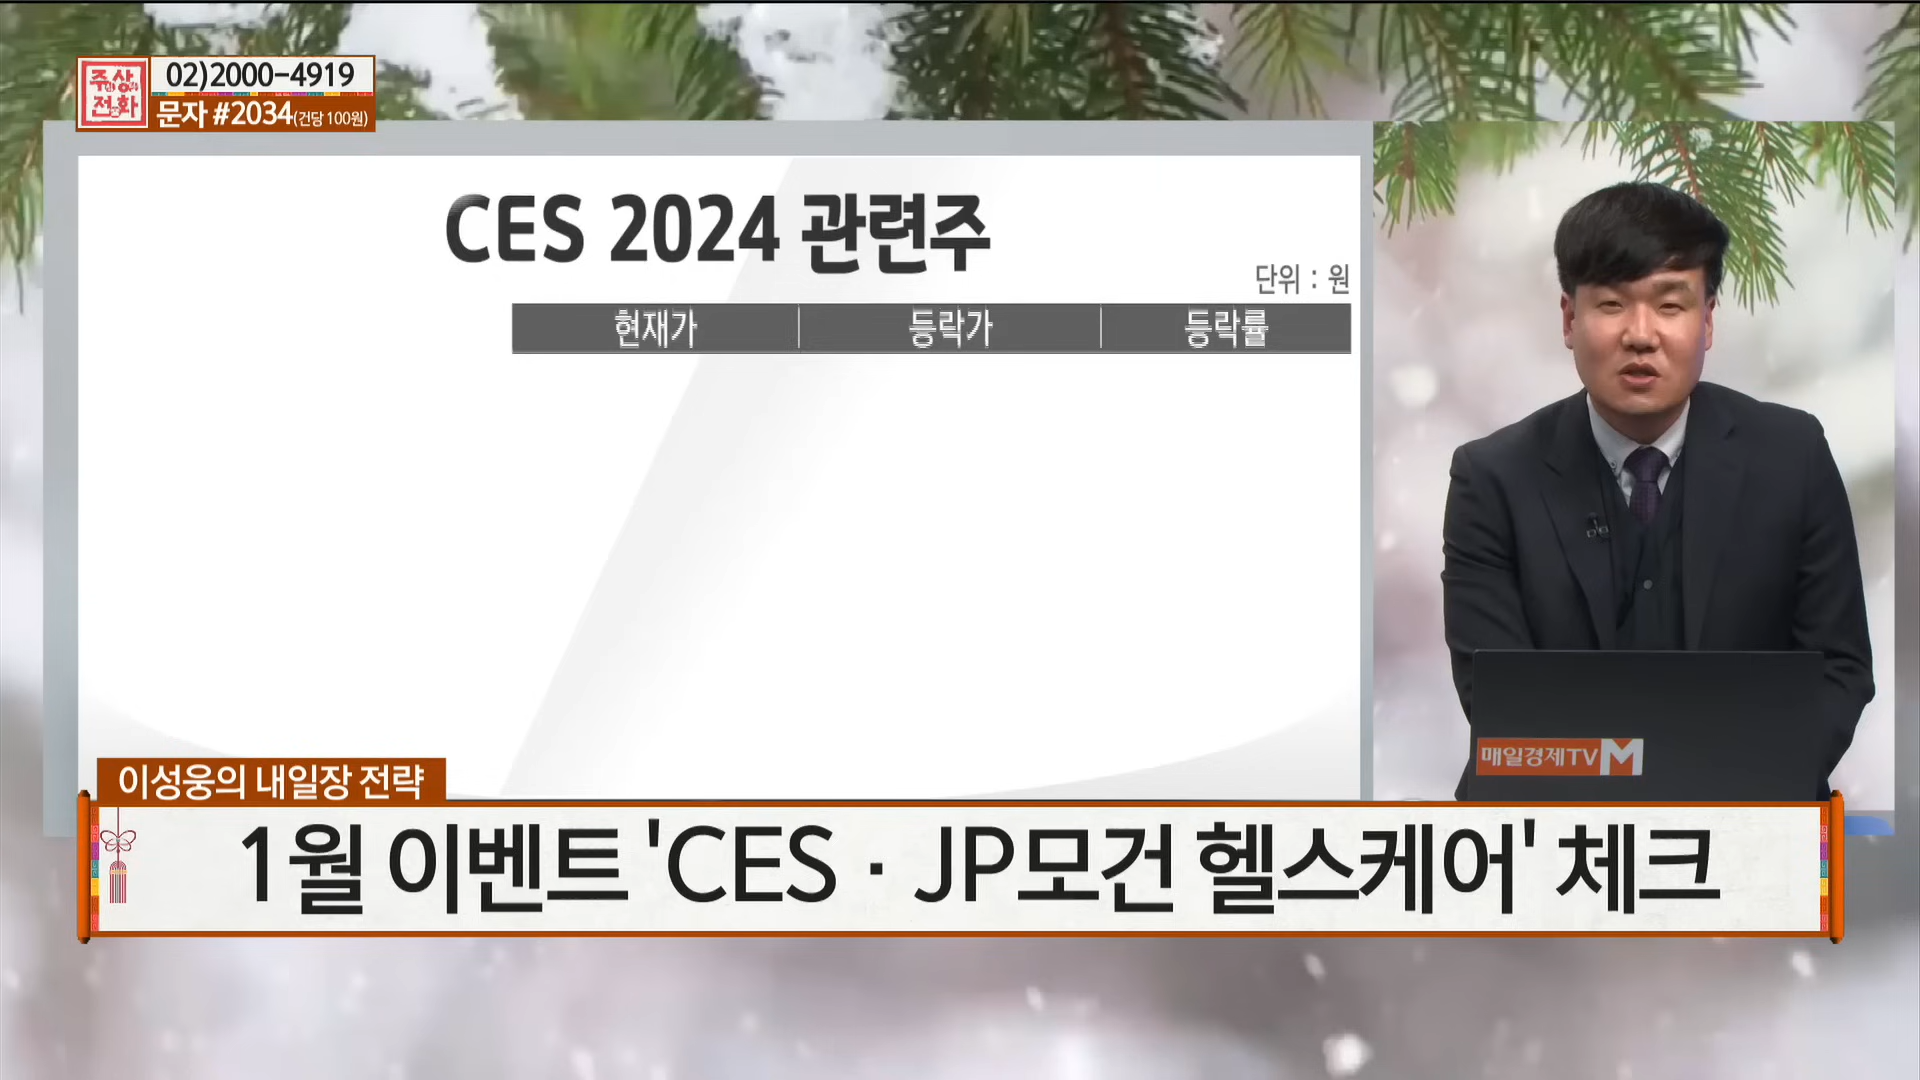 주상전화
02)2000-4919
문자 #2034(건당 100원)
CES 2024 관련주
단위 : 원
현재가 등락가 등락률
매일경제TV M
이성웅의 내일장 전략
1월 이벤트 'CES · JP모건 헬스케어' 체크